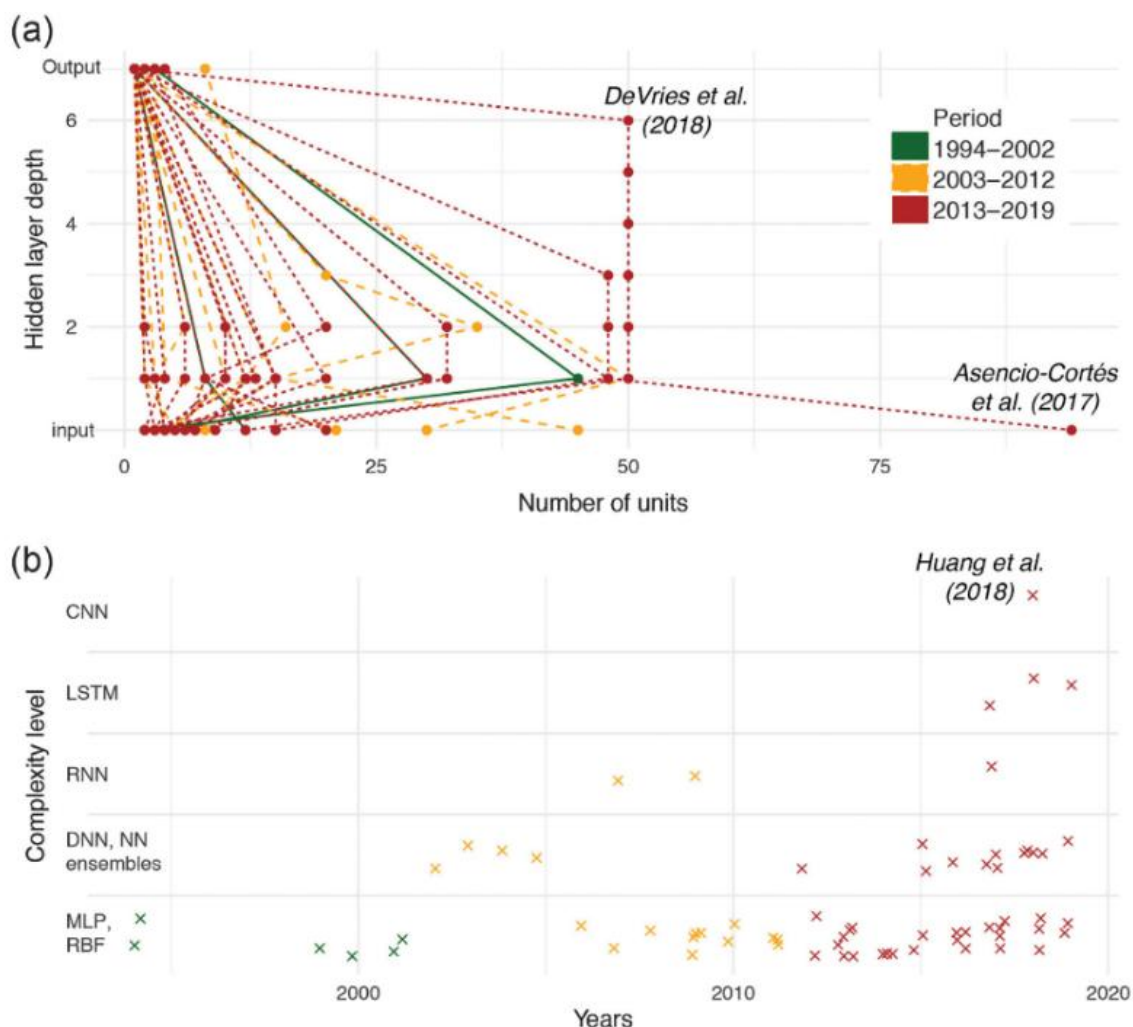 (a)
Output
6
4
2
input
Hidden layer depth
0
25
50
75
Number of units
DeVries et al.
(2018)
Period
1994–2002
2003–2012
2013–2019
Asencio-Cortés
et al. (2017)
(b)
Huang et al.
(2018)
CNN
LSTM
RNN
DNN, NN
ensembles
MLP,
RBF
Complexity level
2000
2010
2020
Years